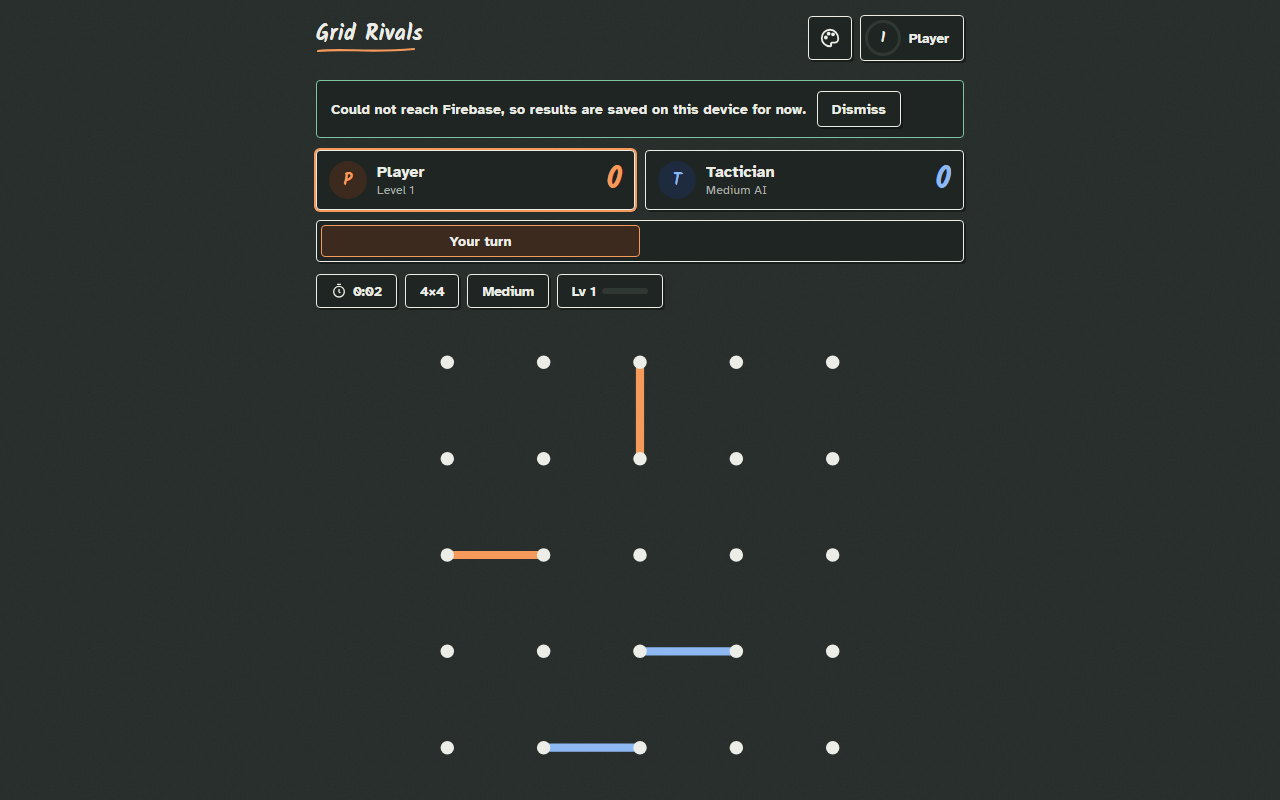 Grid Rivals
1 Player
Could not reach Firebase, so results are saved on this device for now. Dismiss
P Player 0
Level 1
T Tactician 0
Medium AI
Your turn
0:02 4×4 Medium Lv 1